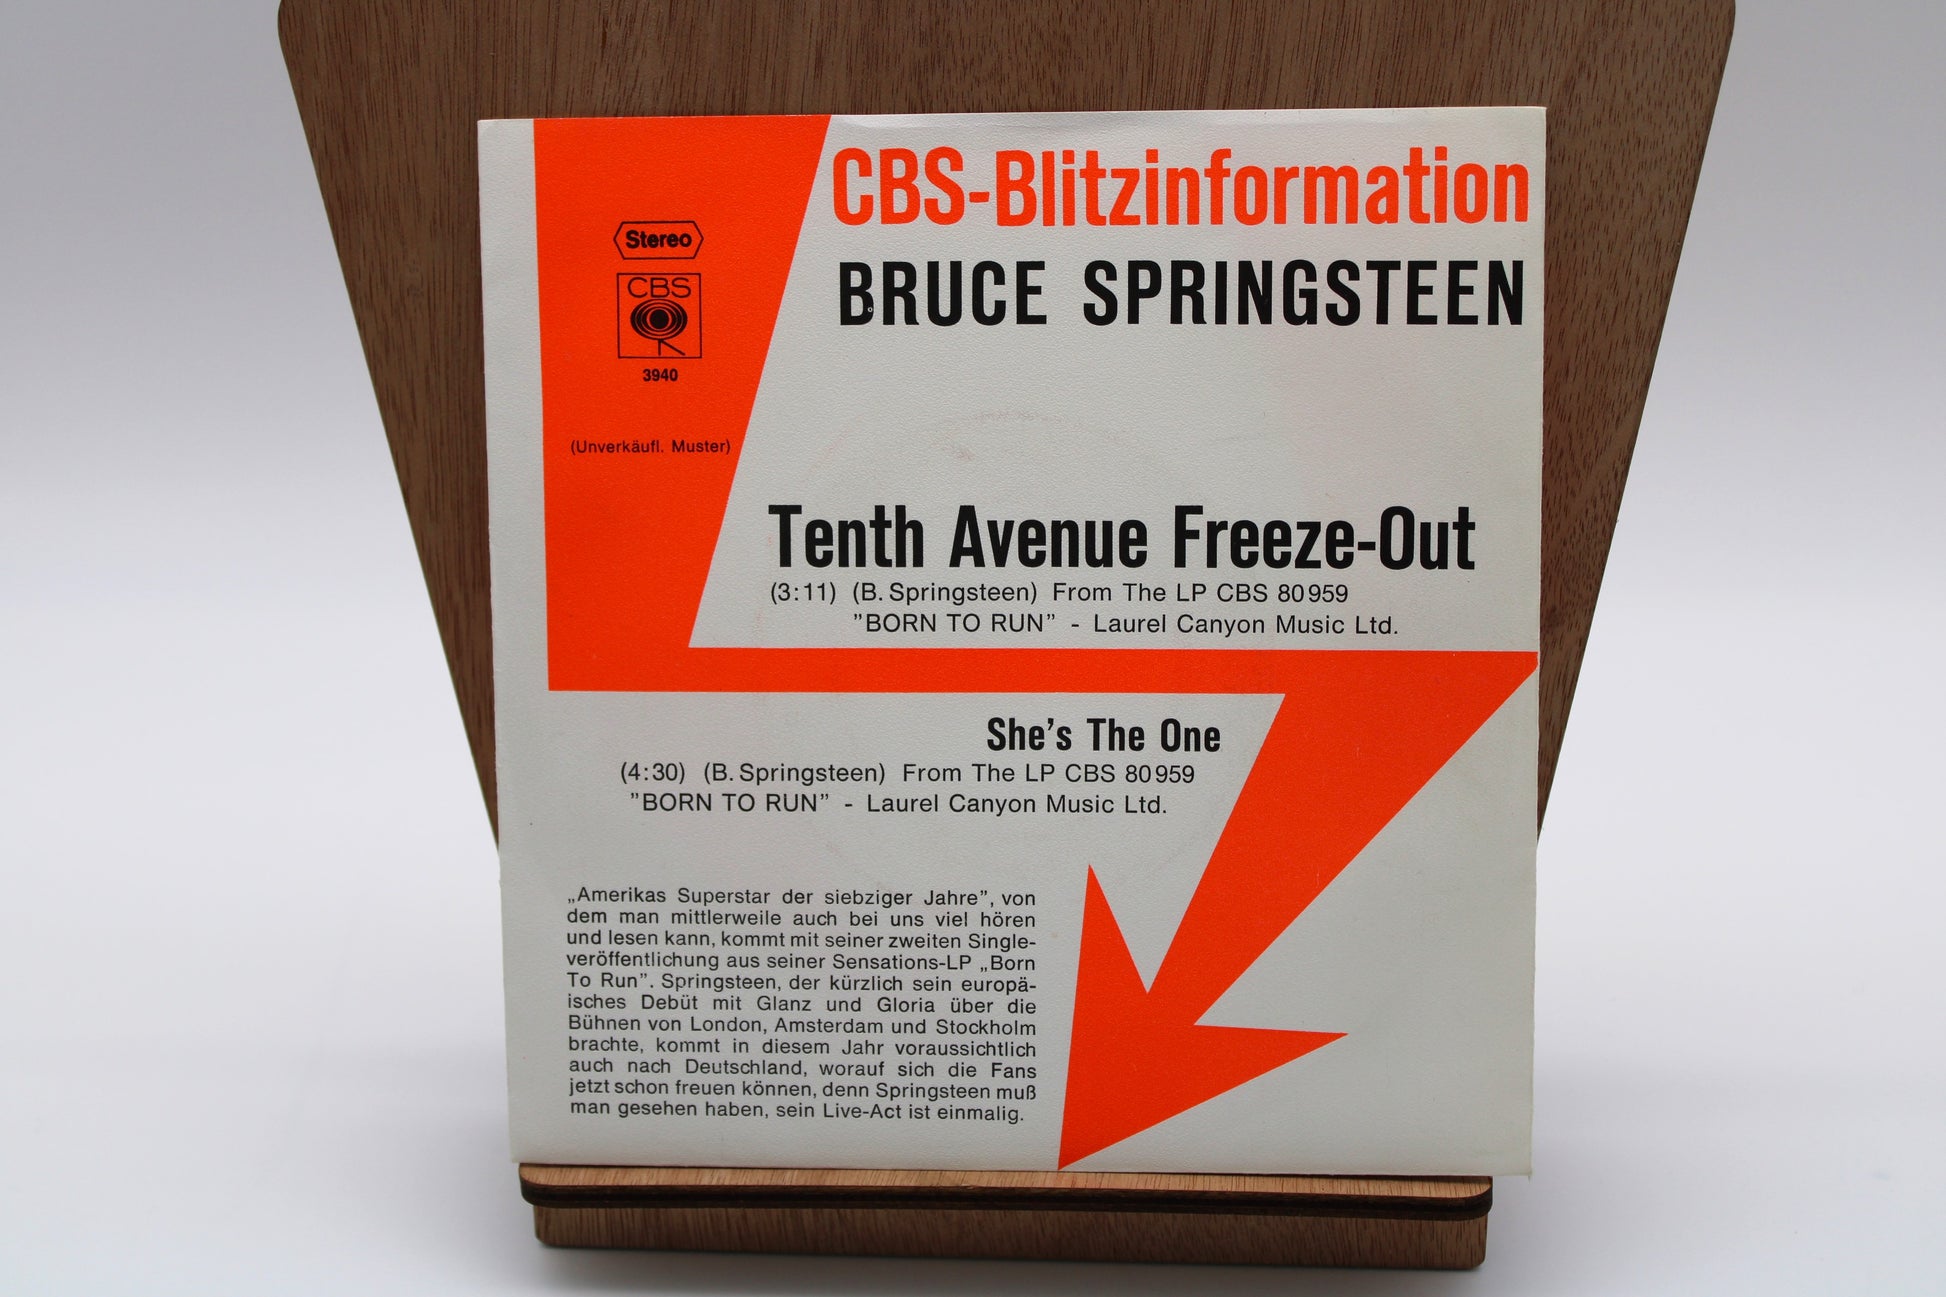 CBS-Blitzinformation
BRUCE SPRINGSTEEN
Stereo
CBS
3940
(Unverkäufl. Muster)
Tenth Avenue Freeze-Out
(3:11) (B. Springsteen) From The LP CBS 80959
"BORN TO RUN" - Laurel Canyon Music Ltd.
She's The One
(4:30) (B. Springsteen) From The LP CBS 80959
"BORN TO RUN" - Laurel Canyon Music Ltd.
„Amerikas Superstar der siebziger Jahre”, von
dem man mittlerweile auch bei uns viel hören
und lesen kann, kommt mit seiner zweiten Single-
veröffentlichung aus seiner Sensations-LP „Born
To Run”. Springsteen, der kürzlich sein europä-
isches Debüt mit Glanz und Gloria über die
Bühnen von London, Amsterdam und Stockholm
brachte, kommt in diesem Jahr voraussichtlich
auch nach Deutschland, worauf sich die Fans
jetzt schon freuen können, denn Springsteen muß
man gesehen haben, sein Live-Act ist einmalig.